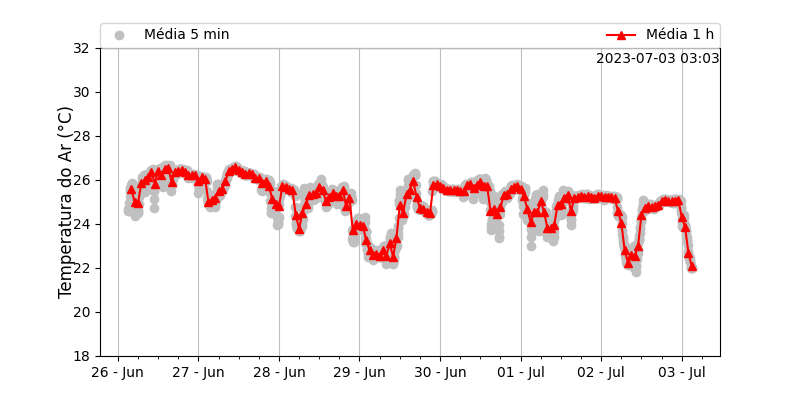 Média 5 min
Média 1 h
2023-07-03 03:03
Temperatura do Ar (°C)
32
30
28
26
24
22
20
18
26 - Jun
27 - Jun
28 - Jun
29 - Jun
30 - Jun
01 - Jul
02 - Jul
03 - Jul